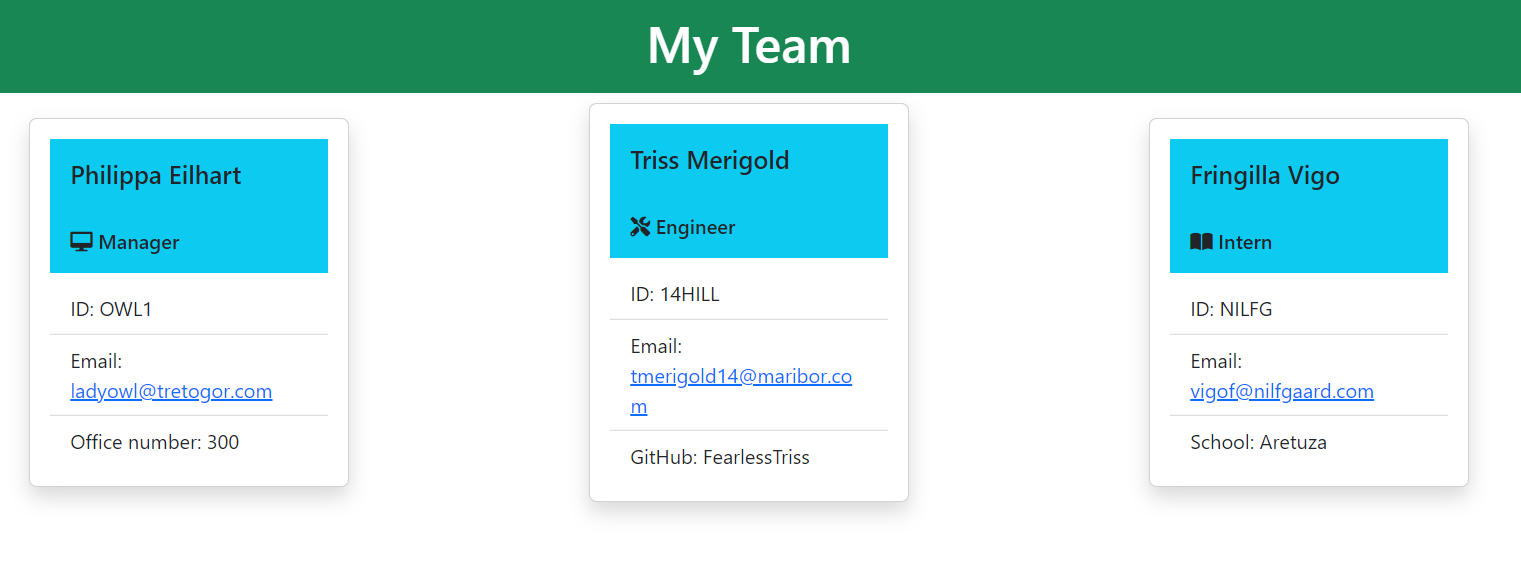 My Team
Philippa Eilhart
Manager
ID: OWL1
Email:
ladyowl@tretogor.com
Office number: 300
Triss Merigold
Engineer
ID: 14HILL
Email:
tmerigold14@maribor.co
m
GitHub: FearlessTriss
Fringilla Vigo
Intern
ID: NILFG
Email:
vigof@nilfgaard.com
School: Aretuza